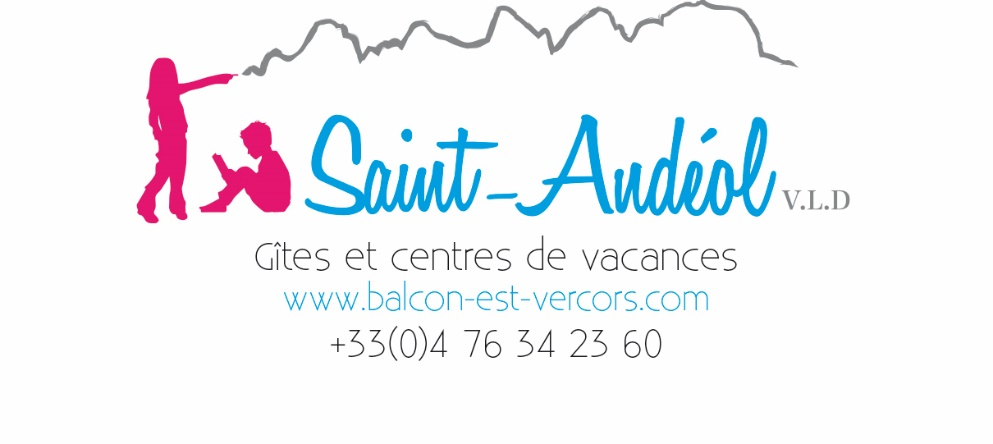 Saint-Andéol V.L.D
Gîtes et centres de vacances
www.balcon-est-vercors.com
+33(0)4 76 34 23 60